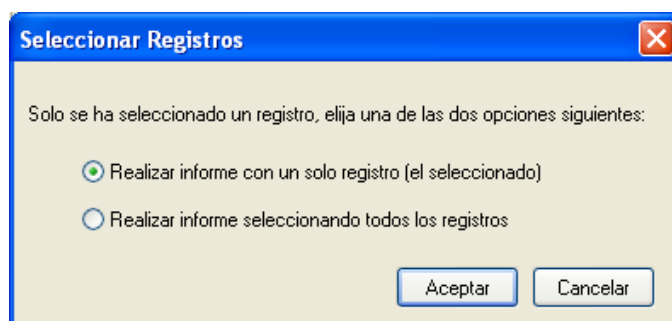 Seleccionar Registros
Solo se ha seleccionado un registro, elija una de las dos opciones siguientes:
Realizar informe con un solo registro (el seleccionado)
Realizar informe seleccionando todos los registros
Aceptar Cancelar